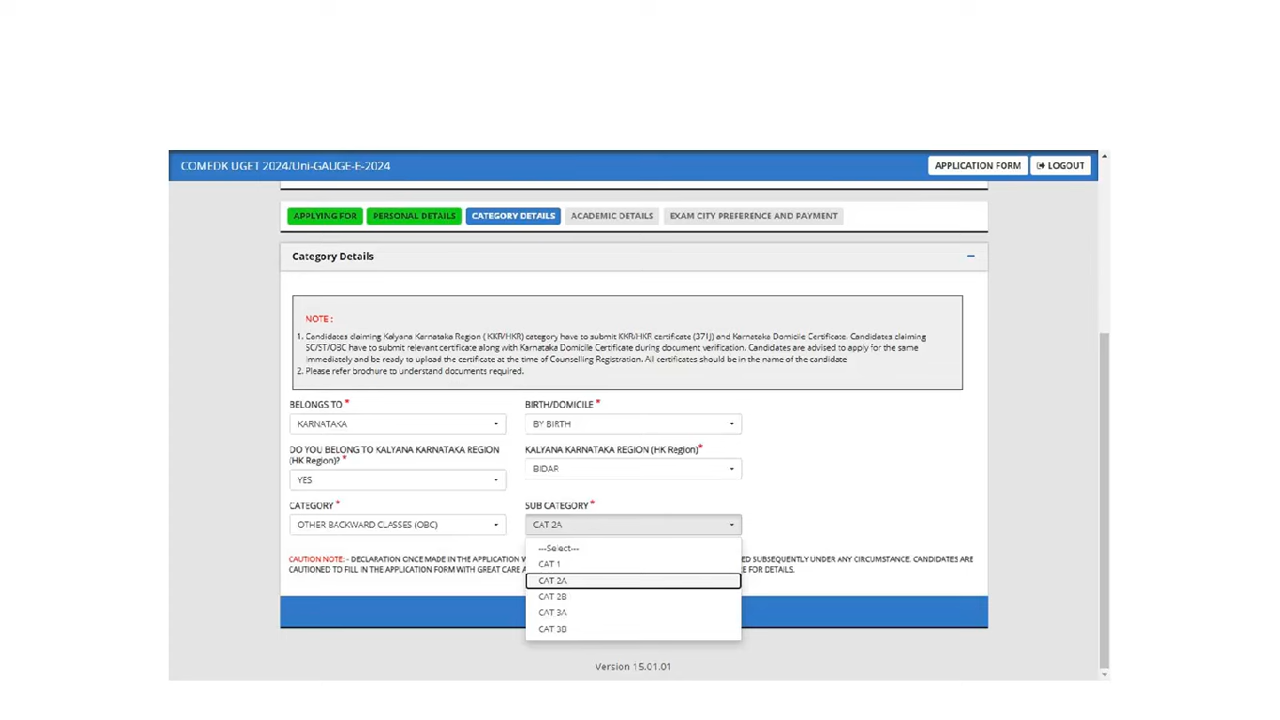 COMEDK UGET 2024/Uni-GAUGE-E-2024
APPLICATION FORM
LOGOUT
APPLYING FOR
PERSONAL DETAILS
CATEGORY DETAILS
ACADEMIC DETAILS
EXAM CITY PREFERENCE AND PAYMENT
Category Details
NOTE :
1. Candidates claiming Kalyana Karnataka Region ( KKR/HKR) category have to submit KKR/HKR certificate (371J) and Karnataka Domicile Certificate. Candidates claiming
SC/ST/OBC have to submit relevant certificate along with Karnataka Domicile Certificate during document verification. Candidates are advised to apply for the same
immediately and be ready to upload the certificate at the time of Counselling Registration. All certificates should be in the name of the candidate
2. Please refer brochure to understand documents required.
BELONGS TO *
BIRTH/DOMICILE *
KARNATAKA
BY BIRTH
DO YOU BELONG TO KALYANA KARNATAKA REGION
(HK Region)? *
KALYANA KARNATAKA REGION (HK Region)*
YES
BIDAR
CATEGORY *
SUB CATEGORY *
OTHER BACKWARD CLASSES (OBC)
CAT 2A
---Select---
CAT 1
CAT 2A
CAT 2B
CAT 3A
CAT 3B
CAUTION NOTE: - DECLARATION ONCE MADE IN THE APPLICATION W
ED SUBSEQUENTLY UNDER ANY CIRCUMSTANCE. CANDIDATES ARE
CAUTIONED TO FILL IN THE APPLICATION FORM WITH GREAT CARE A
E FOR DETAILS.
Version 15.01.01